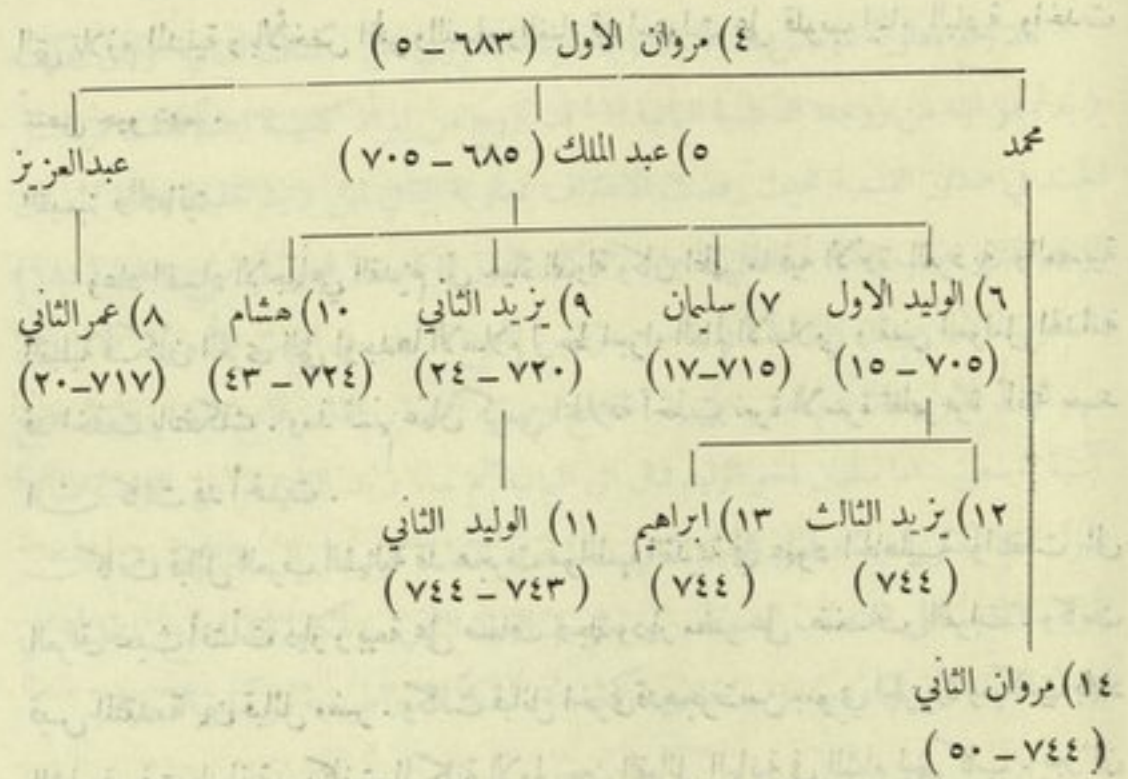 ٤) مروان الاول ( ٦٨٣ – ٥ )
محمد ٥) عبد الملك ( ٦٨٥ – ٧٠٥ ) عبدالعزيز
٦) الوليد الاول ٧) سليمان ٩) يزيد الثاني ١٠) هشام ٨) عمر الثاني
(٧٠٥ – ١٥) (٧١٥–١٧) (٧٢٠ – ٢٤) (٧٢٤ – ٤٣) (٧١٧–٢٠)
١٢) يزيد الثالث ١٣) ابراهيم ١١) الوليد الثاني
( ٧٤٤ ) ( ٧٤٤ ) ( ٧٤٣ – ٧٤٤ )
١٤) مروان الثاني
( ٧٤٤ – ٥٠ )